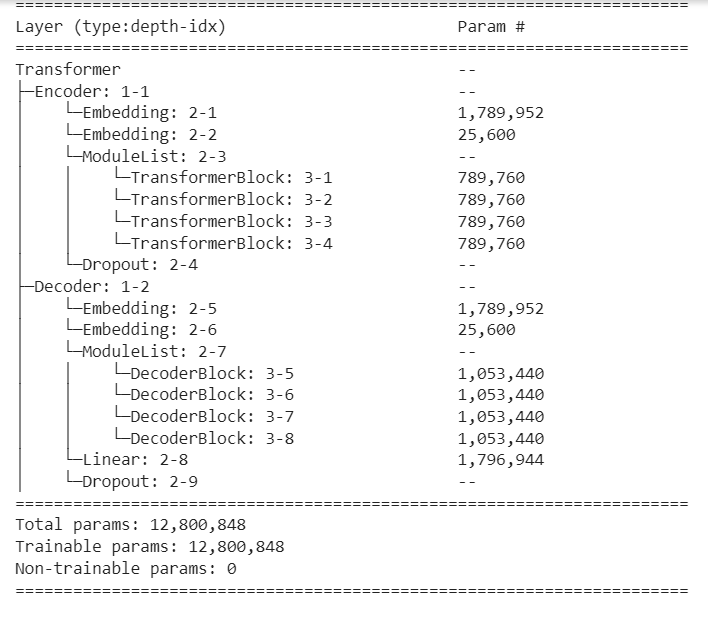 ======================================================================
Layer (type:depth-idx)                        Param #
======================================================================
Transformer                                   --
├─Encoder: 1-1                                --
│    └─Embedding: 2-1                         1,789,952
│    └─Embedding: 2-2                         25,600
│    └─ModuleList: 2-3                        --
│    │    └─TransformerBlock: 3-1             789,760
│    │    └─TransformerBlock: 3-2             789,760
│    │    └─TransformerBlock: 3-3             789,760
│    │    └─TransformerBlock: 3-4             789,760
│    └─Dropout: 2-4                           --
├─Decoder: 1-2                                --
│    └─Embedding: 2-5                         1,789,952
│    └─Embedding: 2-6                         25,600
│    └─ModuleList: 2-7                        --
│    │    └─DecoderBlock: 3-5                 1,053,440
│    │    └─DecoderBlock: 3-6                 1,053,440
│    │    └─DecoderBlock: 3-7                 1,053,440
│    │    └─DecoderBlock: 3-8                 1,053,440
│    └─Linear: 2-8                            1,796,944
│    └─Dropout: 2-9                           --
======================================================================
Total params: 12,800,848
Trainable params: 12,800,848
Non-trainable params: 0
======================================================================